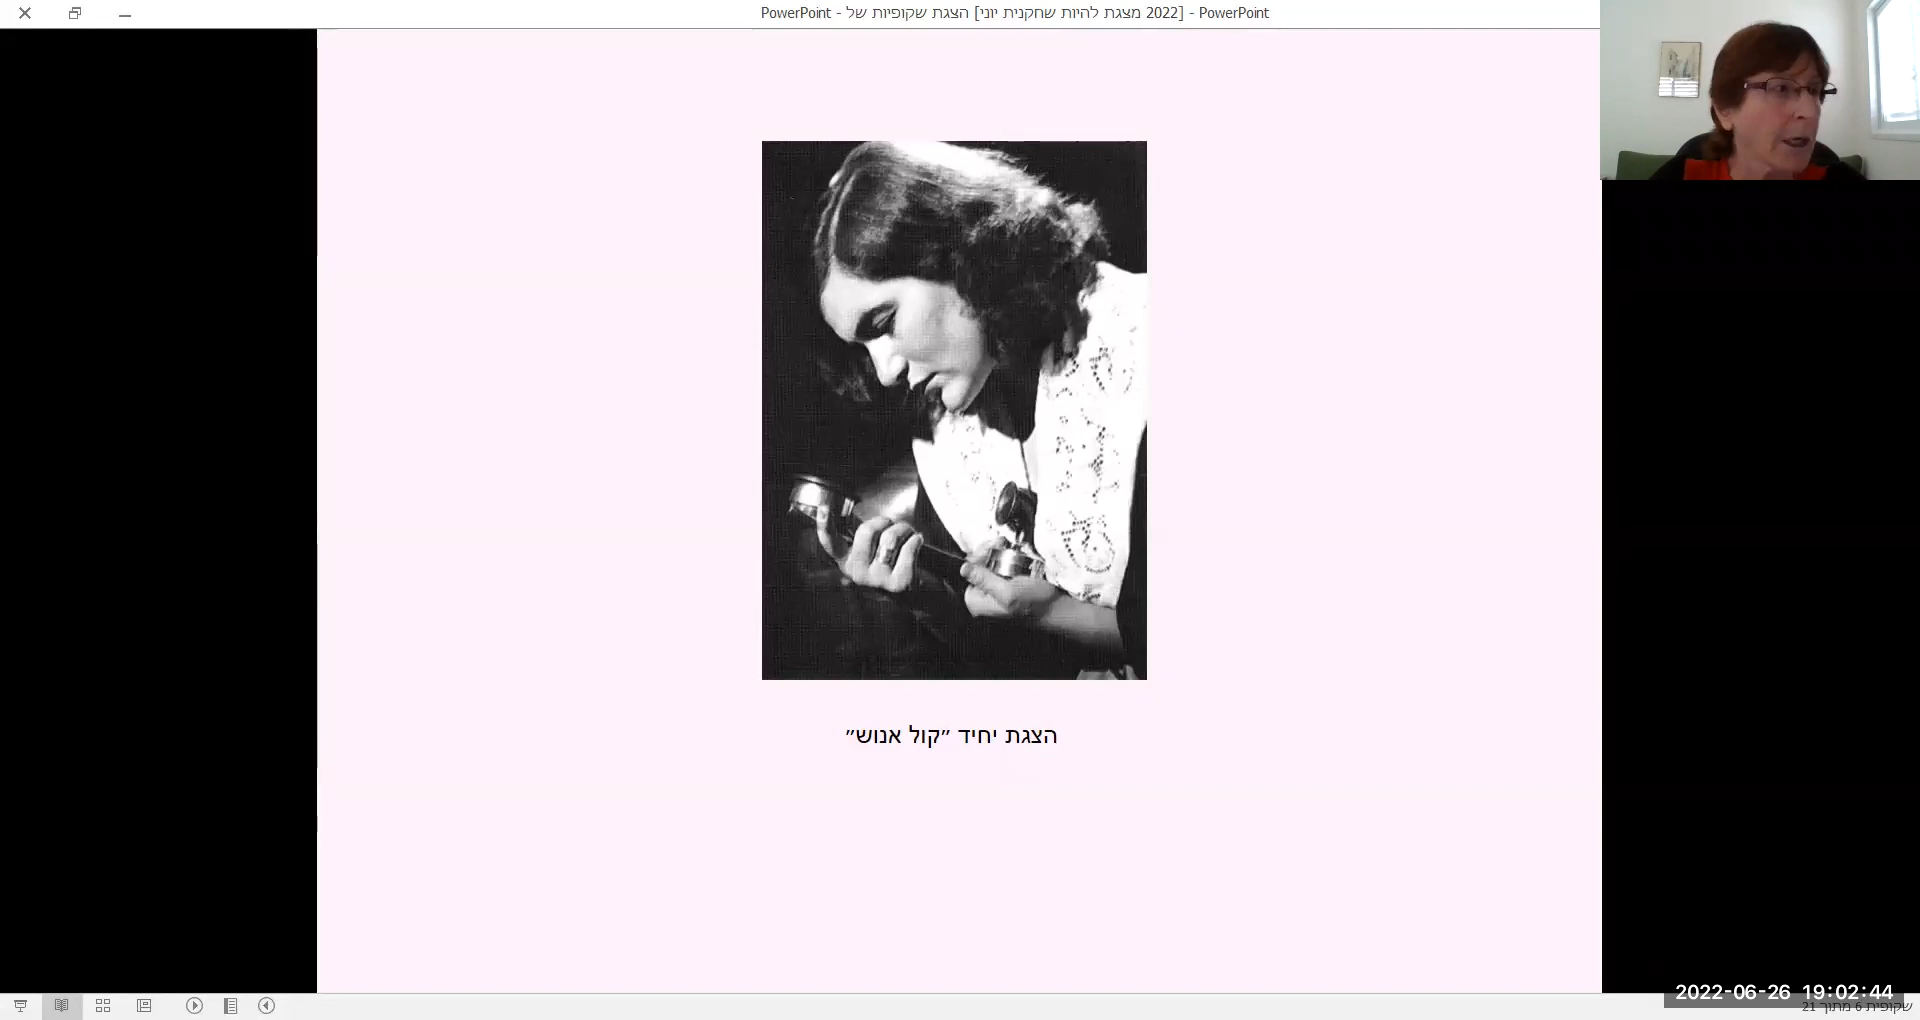 PowerPoint - [2022 מצגת להיות שחקנית יוני] הצגת שקופיות של - PowerPoint
הצגת יחיד ״קול אנוש״
2022-06-26 19:02:44
שקופית 6 מתוך 21